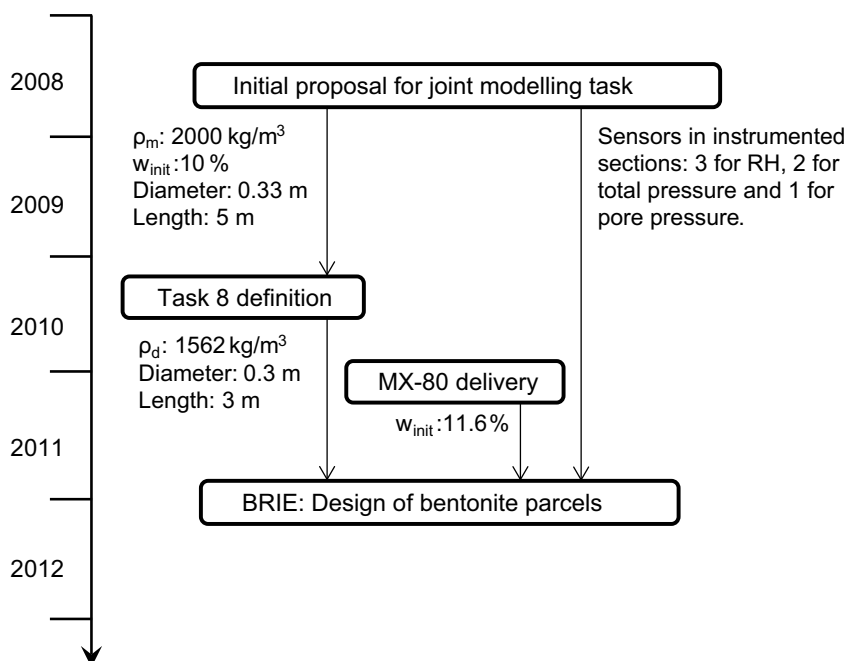 2008
Initial proposal for joint modelling task
ρm: 2000 kg/m³
winit :10 %
Diameter: 0.33 m
Length: 5 m
Sensors in instrumented
sections: 3 for RH, 2 for
total pressure and 1 for
pore pressure.
2009
Task 8 definition
2010
ρd: 1562 kg/m³
Diameter: 0.3 m
Length: 3 m
MX-80 delivery
winit :11.6 %
2011
BRIE: Design of bentonite parcels
2012